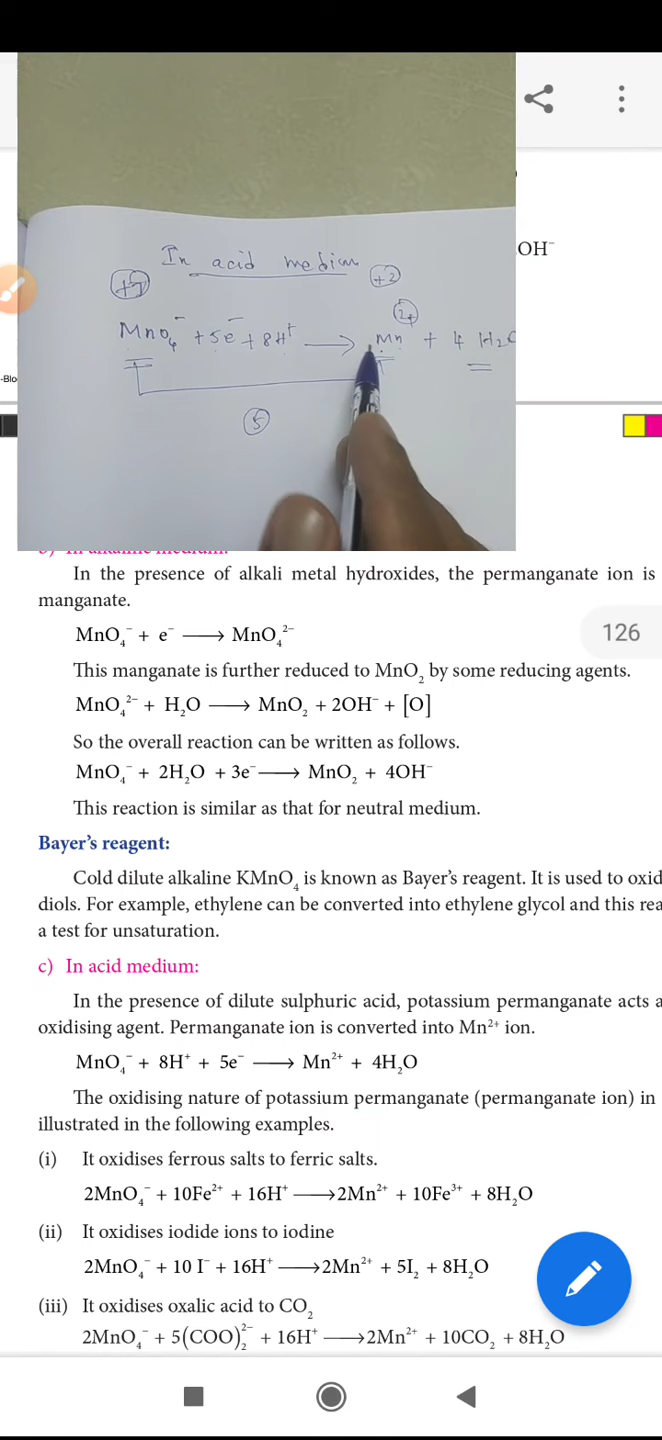 OH⁻
In acid medium
+7 +2
MnO₄⁻ + 5e⁻ + 8H⁺ ⟶ Mn 2+ + 4 H₂O
5
-Blo
In the presence of alkali metal hydroxides, the permanganate ion is
manganate.
126
MnO₄⁻ + e⁻ ⟶ MnO₄²⁻
This manganate is further reduced to MnO₂ by some reducing agents.
MnO₄²⁻ + H₂O ⟶ MnO₂ + 2OH⁻ + [O]
So the overall reaction can be written as follows.
MnO₄⁻ + 2H₂O + 3e⁻ ⟶ MnO₂ + 4OH⁻
This reaction is similar as that for neutral medium.
Bayer’s reagent:
Cold dilute alkaline KMnO₄ is known as Bayer’s reagent. It is used to oxid
diols. For example, ethylene can be converted into ethylene glycol and this rea
a test for unsaturation.
c) In acid medium:
In the presence of dilute sulphuric acid, potassium permanganate acts a
oxidising agent. Permanganate ion is converted into Mn²⁺ ion.
MnO₄⁻ + 8H⁺ + 5e⁻ ⟶ Mn²⁺ + 4H₂O
The oxidising nature of potassium permanganate (permanganate ion) in
illustrated in the following examples.
(i) It oxidises ferrous salts to ferric salts.
2MnO₄⁻ + 10Fe²⁺ + 16H⁺ ⟶2Mn²⁺ + 10Fe³⁺ + 8H₂O
(ii) It oxidises iodide ions to iodine
2MnO₄⁻ + 10 I⁻ + 16H⁺ ⟶2Mn²⁺ + 5I₂ + 8H₂O
(iii) It oxidises oxalic acid to CO₂
2MnO₄⁻ + 5(COO)₂²⁻ + 16H⁺ ⟶2Mn²⁺ + 10CO₂ + 8H₂O